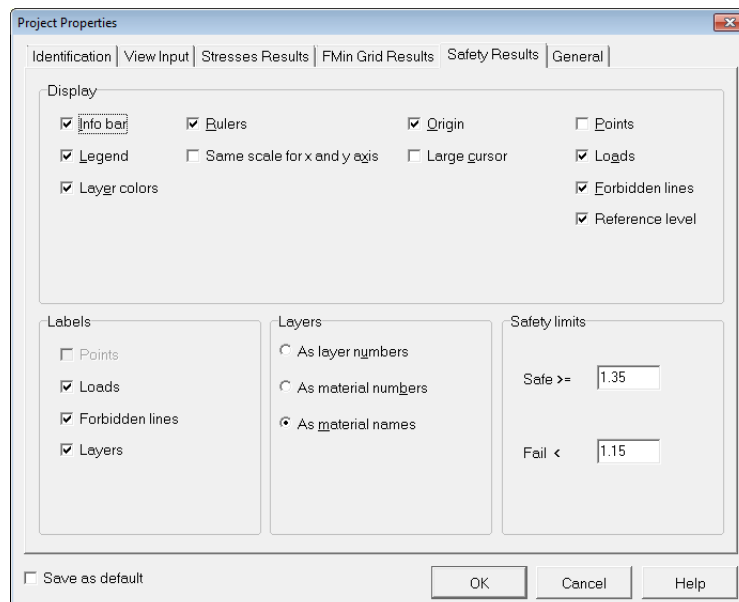 Project Properties
Identification View Input Stresses Results FMin Grid Results Safety Results General
Display
Info bar Rulers Origin Points
Legend Same scale for x and y axis Large cursor Loads
Layer colors Forbidden lines
Reference level
Labels Layers Safety limits
Points As layer numbers
Loads As material numbers Safe >= 1.35
Forbidden lines As material names
Layers Fail < 1.15
Save as default OK Cancel Help